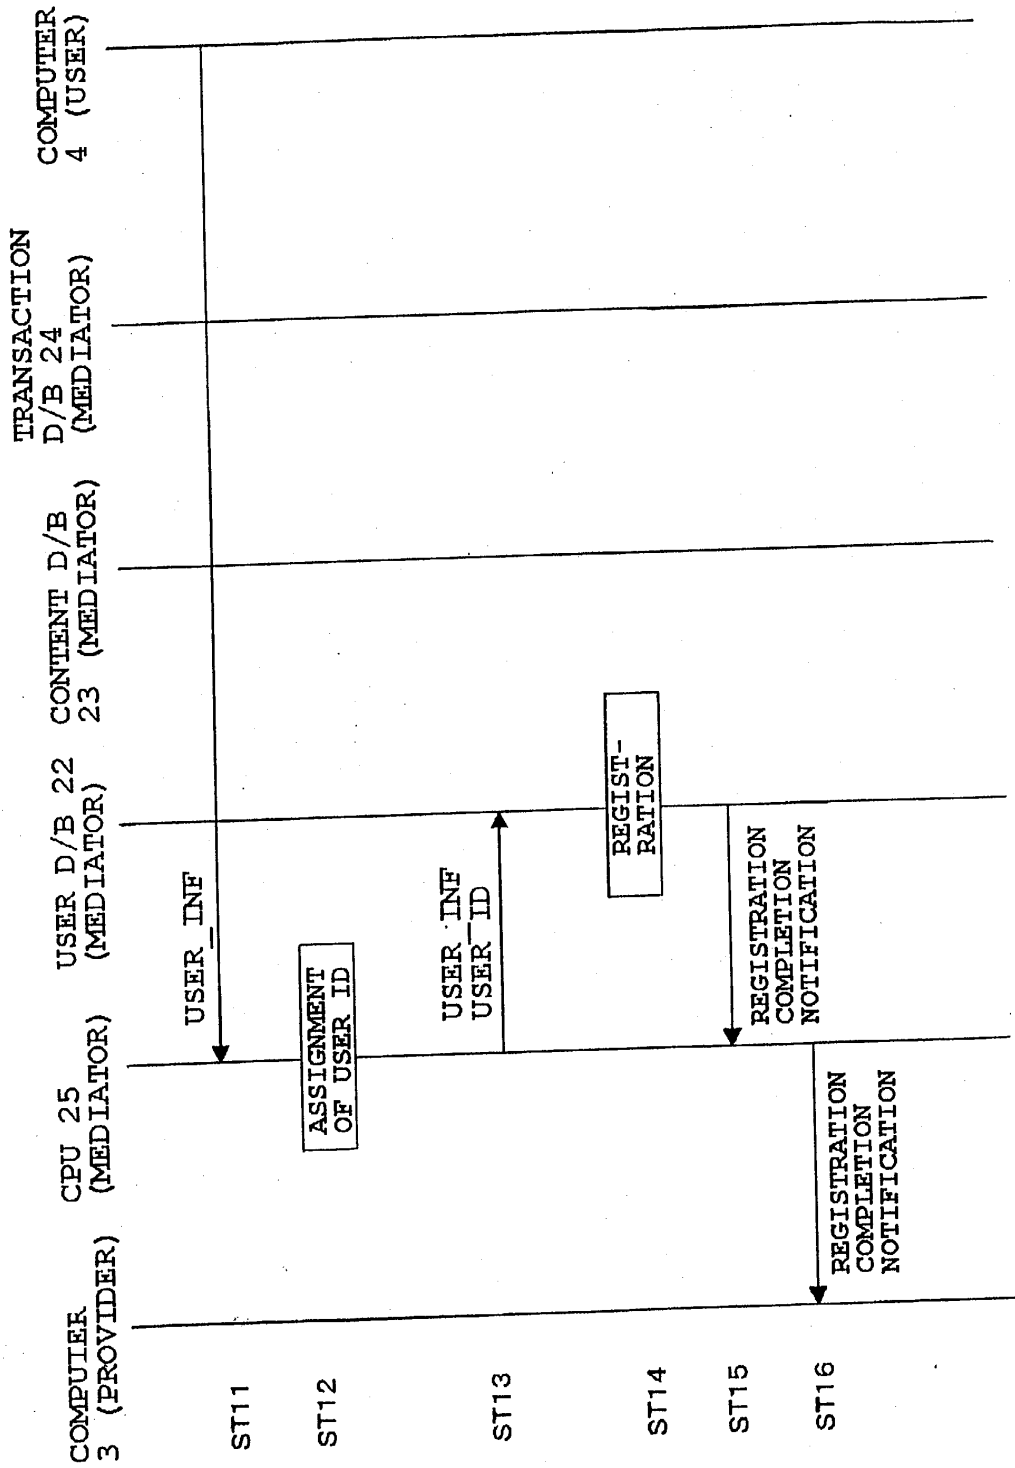 COMPUTER
3 (PROVIDER)
CPU 25
(MEDIATOR)
USER D/B 22
(MEDIATOR)
CONTENT D/B
23 (MEDIATOR)
TRANSACTION
D/B 24
(MEDIATOR)
COMPUTER
4 (USER)
ST11
USER_INF
ST12
ASSIGNMENT
OF USER ID
ST13
USER_INF
USER_ID
ST14
REGIST-
RATION
ST15
REGISTRATION
COMPLETION
NOTIFICATION
ST16
REGISTRATION
COMPLETION
NOTIFICATION